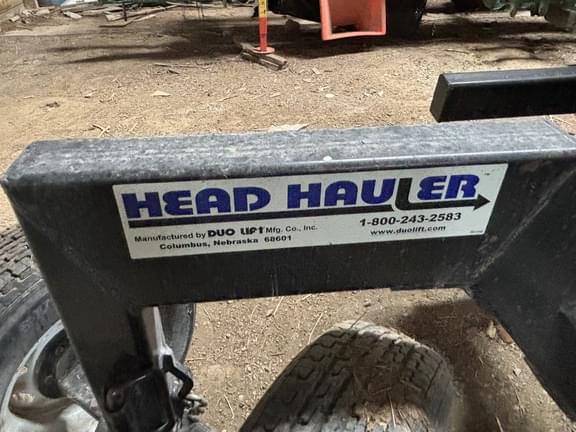 HEAD HAULER
Manufactured by DUO LIFT Mfg. Co., Inc.
Columbus, Nebraska 68601
1-800-243-2583
www.duolift.com